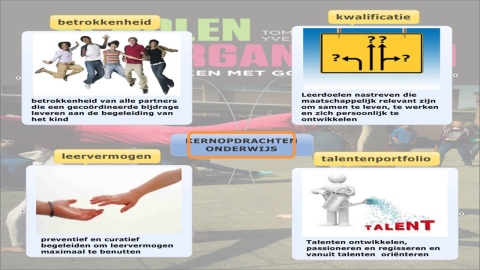 betrokkenheid
betrokkenheid van alle partners
die een gecoördineerde bijdrage
leveren aan de begeleiding van
het kind
kwalificatie
?? ? ??
Leerdoelen nastreven die
maatschappelijk relevant zijn
om samen te leven, te werken
en zich persoonlijk te
ontwikkelen
KERNOPDRACHTEN
ONDERWIJS
leervermogen
preventief en curatief
begeleiden om leervermogen
maximaal te benutten
talentenportfolio
TALENT
Talenten ontwikkelen,
passioneren en regisseren en
vanuit talenten oriënteren